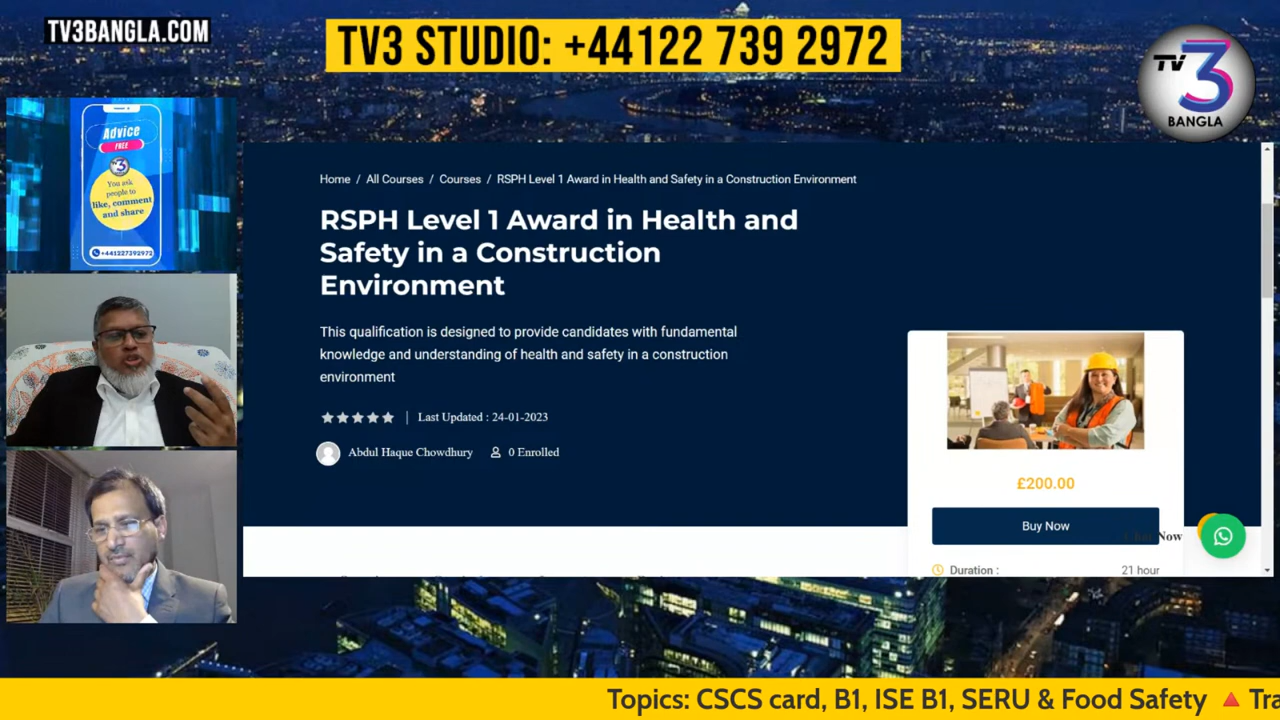 TV3BANGLA.COM
TV3 STUDIO: +44122 739 2972
TV 3
BANGLA
Advice
FREE
TV3
You ask
people to
like, comment
and share
+441227392972
Home / All Courses / Courses / RSPH Level 1 Award in Health and Safety in a Construction Environment
RSPH Level 1 Award in Health and
Safety in a Construction
Environment
This qualification is designed to provide candidates with fundamental
knowledge and understanding of health and safety in a construction
environment
Last Updated : 24-01-2023
Abdul Haque Chowdhury 0 Enrolled
£200.00
Buy Now
Now
Duration : 21 hour
Topics: CSCS card, B1, ISE B1, SERU & Food Safety 🔺 Tra